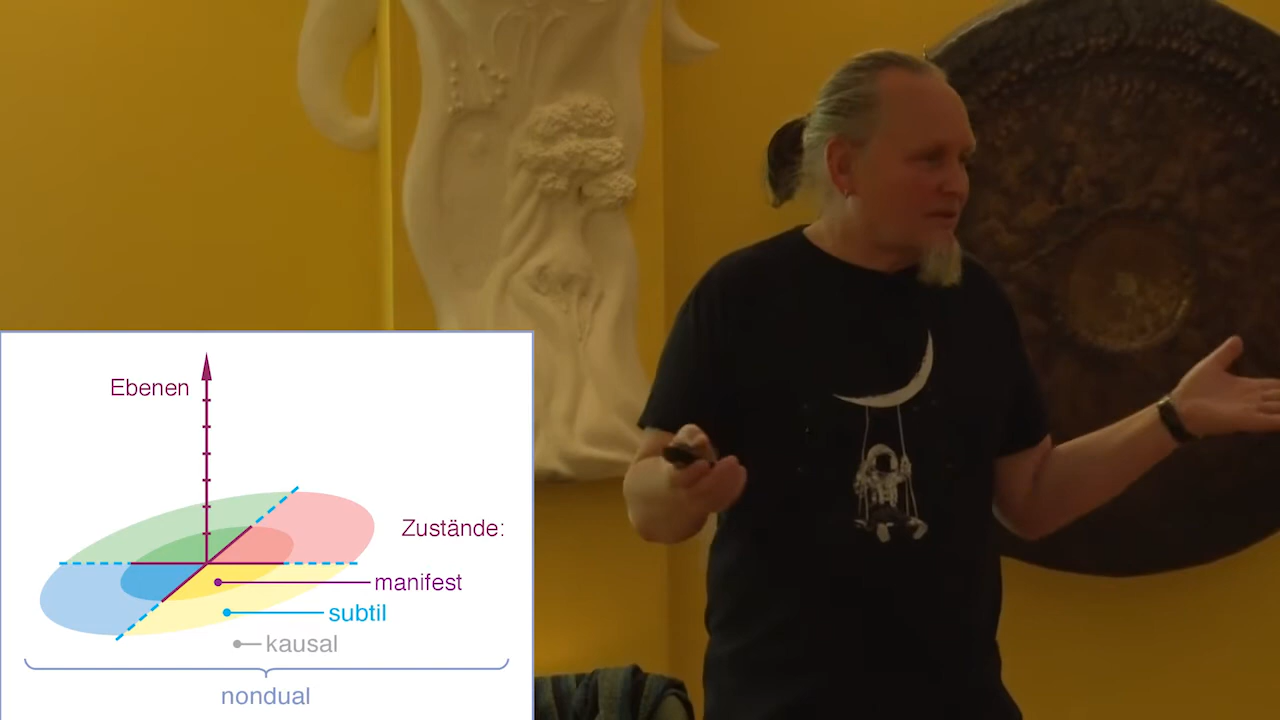 Ebenen
Zustände:
manifest
subtil
kausal
nondual